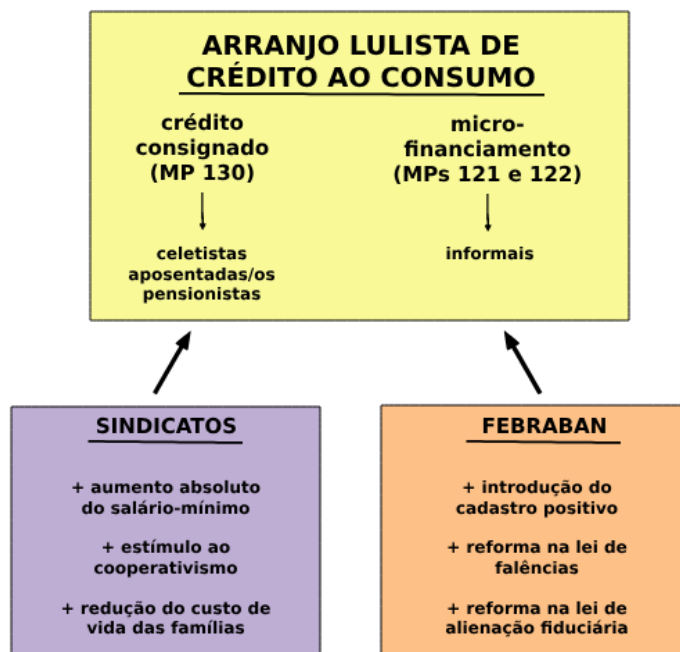 ARRANJO LULISTA DE
CRÉDITO AO CONSUMO
crédito
consignado
(MP 130)
celetistas
aposentadas/os
pensionistas
micro-
financiamento
(MPs 121 e 122)
informais
SINDICATOS
+ aumento absoluto
do salário-mínimo
+ estímulo ao
cooperativismo
+ redução do custo de
vida das famílias
FEBRABAN
+ introdução do
cadastro positivo
+ reforma na lei de
falências
+ reforma na lei de
alienação fiduciária